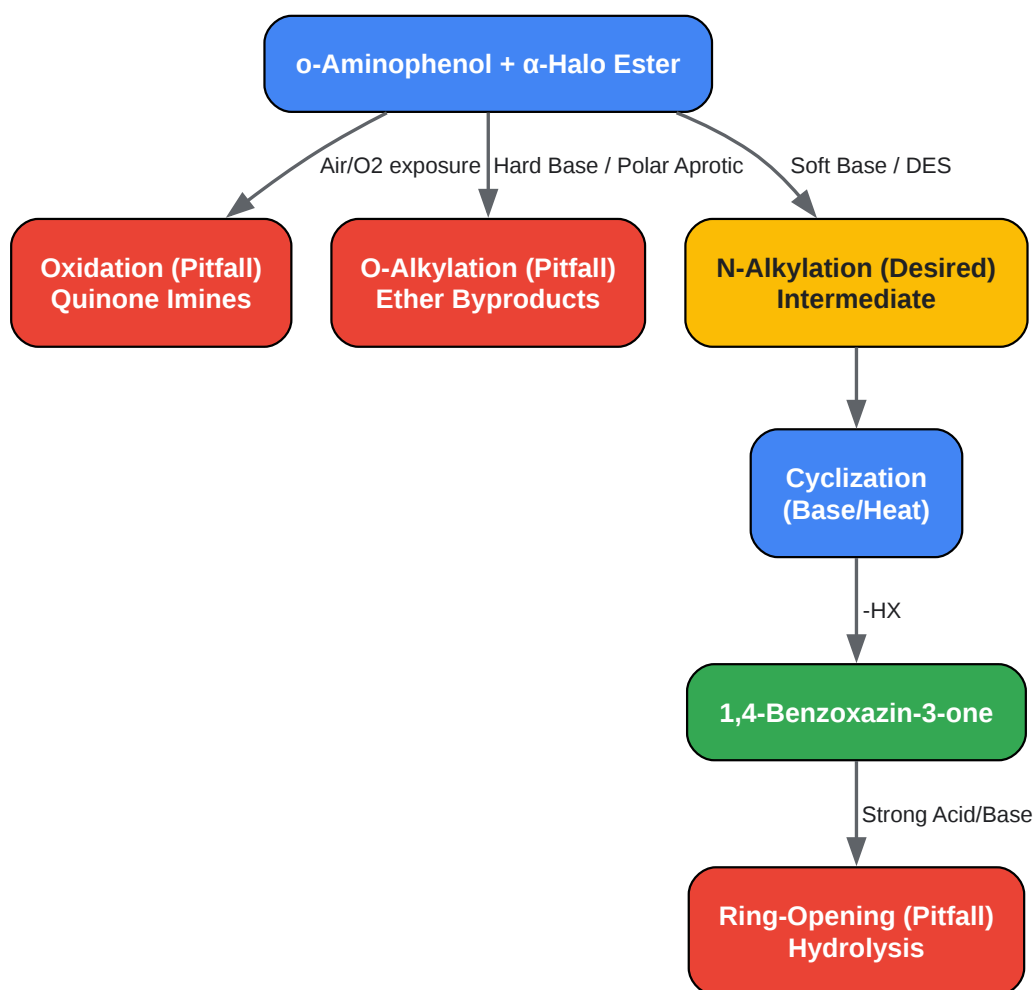 o-Aminophenol + α-Halo Ester
Air/O2 exposure
Hard Base / Polar Aprotic
Soft Base / DES
Oxidation (Pitfall)
Quinone Imines
O-Alkylation (Pitfall)
Ether Byproducts
N-Alkylation (Desired)
Intermediate
Cyclization
(Base/Heat)
-HX
1,4-Benzoxazin-3-one
Strong Acid/Base
Ring-Opening (Pitfall)
Hydrolysis